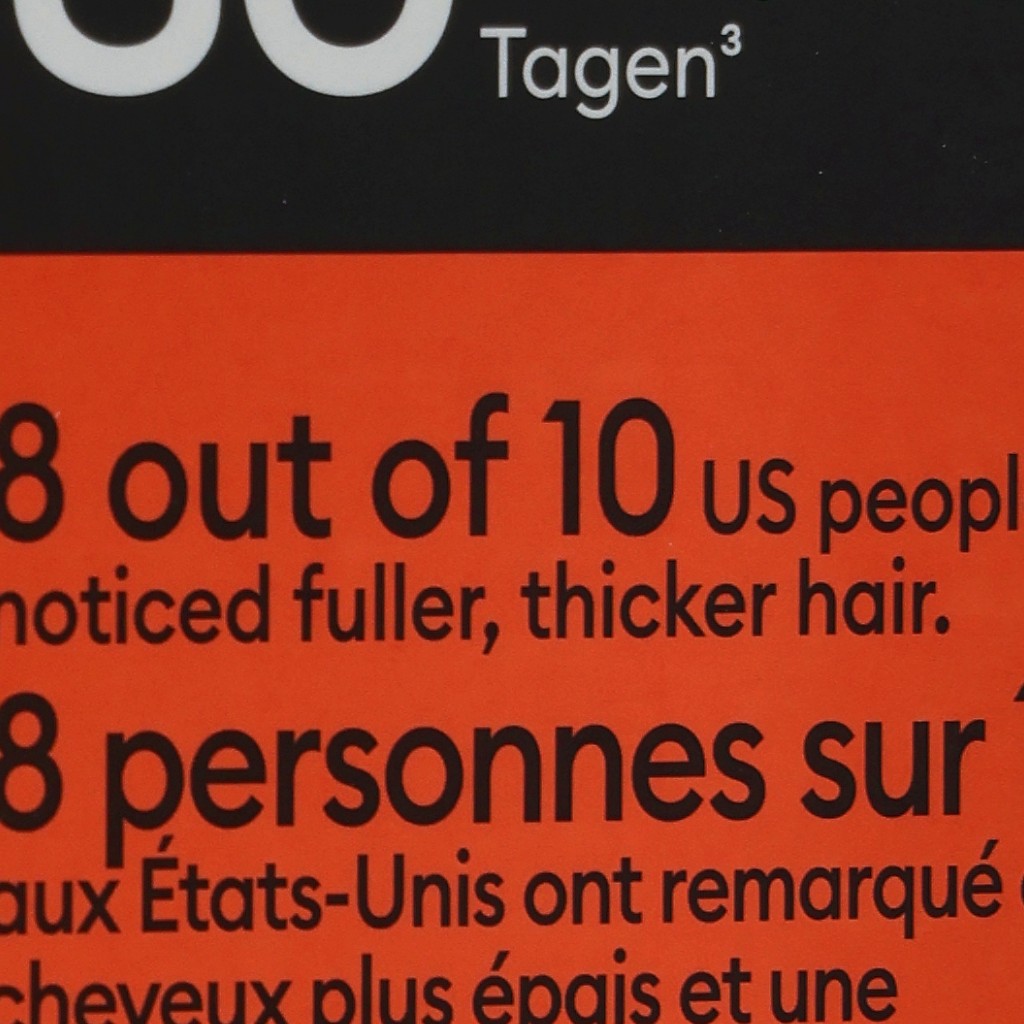 Tagen³
8 out of 10 US peopl
noticed fuller, thicker hair.
8 personnes sur
aux États-Unis ont remarqué
cheveux plus épais et une